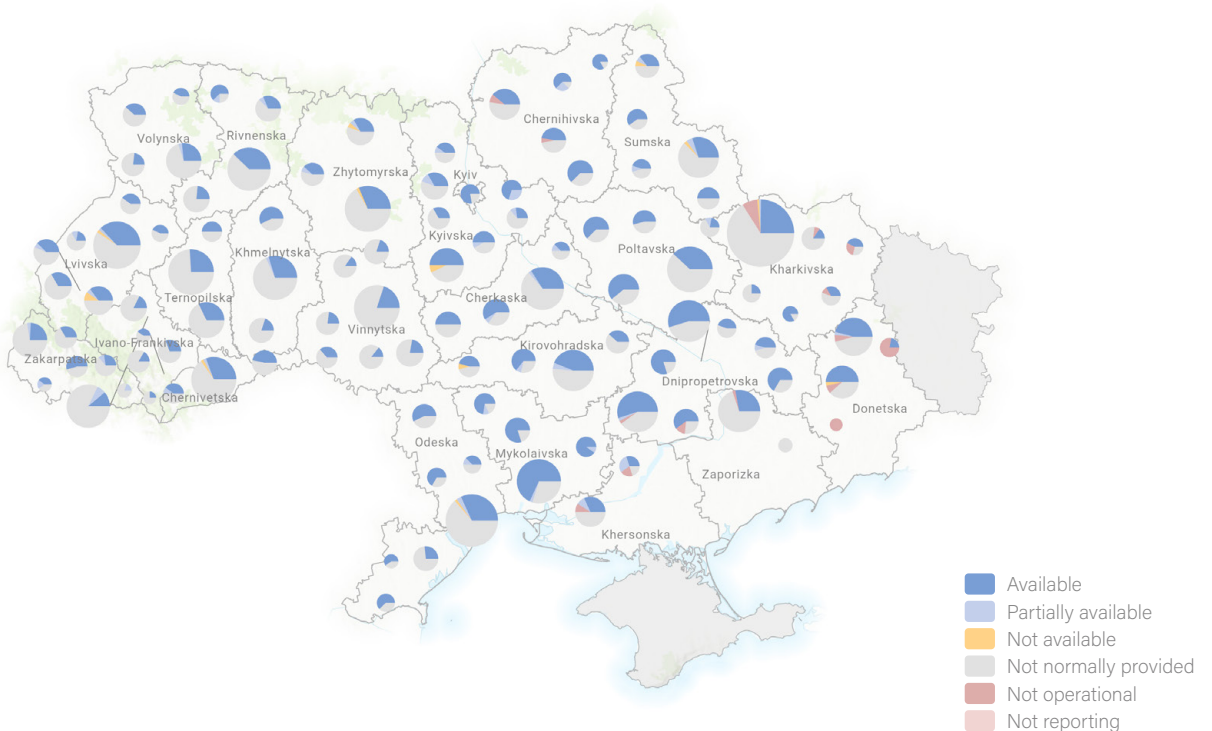 Chernihivska
Volynska
Rivnenska
Sumska
Zhytomyrska
Kyiv
Kyivska
Poltavska
Khmelnytska
Lvivska
Kharkivska
Ternopilska
Cherkaska
Vinnytska
Ivano-Frankivska
Kirovohradska
Zakarpatska
Dnipropetrovska
Chernivetska
Donetska
Odeska
Mykolaivska
Zaporizka
Khersonska
Available
Partially available
Not available
Not normally provided
Not operational
Not reporting